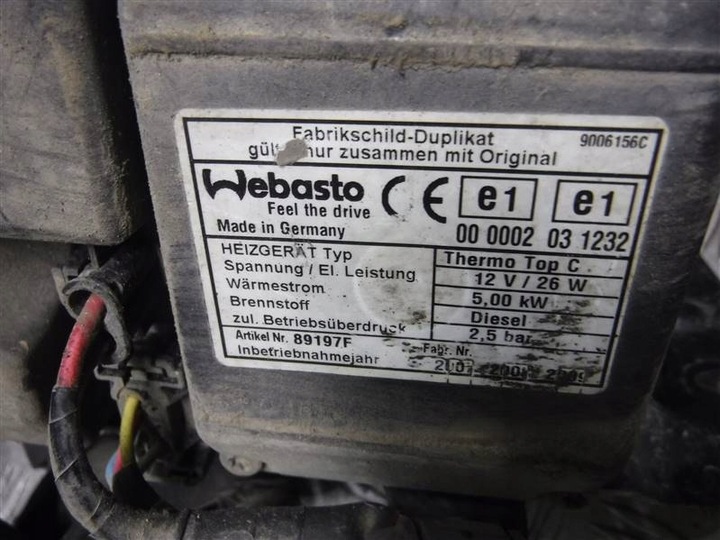 Fabrikschild-Duplikat 9006156C
nur zusammen mit Original
Webasto
Feel the drive
Made in Germany
CE
e1 e1
00 0002 03 1232
HEIZGERÄT Typ Thermo Top C
Spannung / El. Leistung 12 V / 26 W
Wärmestrom 5,00 kW
Brennstoff Diesel
zul. Betriebsüberdruck 2,5 bar
Artikel Nr. 89197F Fabr. Nr.
Inbetriebnahmejahr